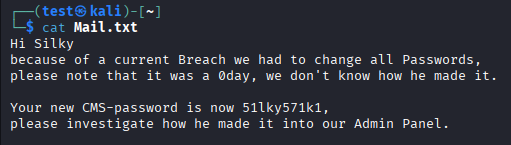 ┌──(test㉿kali)-[~]
└─$ cat Mail.txt
Hi Silky
because of a current Breach we had to change all Passwords,
please note that it was a 0day, we don't know how he made it.

Your new CMS-password is now 51lky571k1,
please investigate how he made it into our Admin Panel.